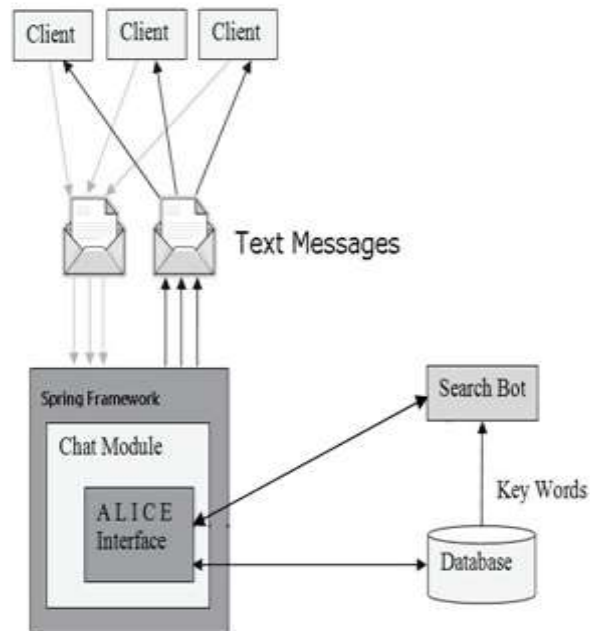 Client
Client
Client
Text Messages
Spring Framework
Chat Module
A L I C E
Interface
Search Bot
Key Words
Database